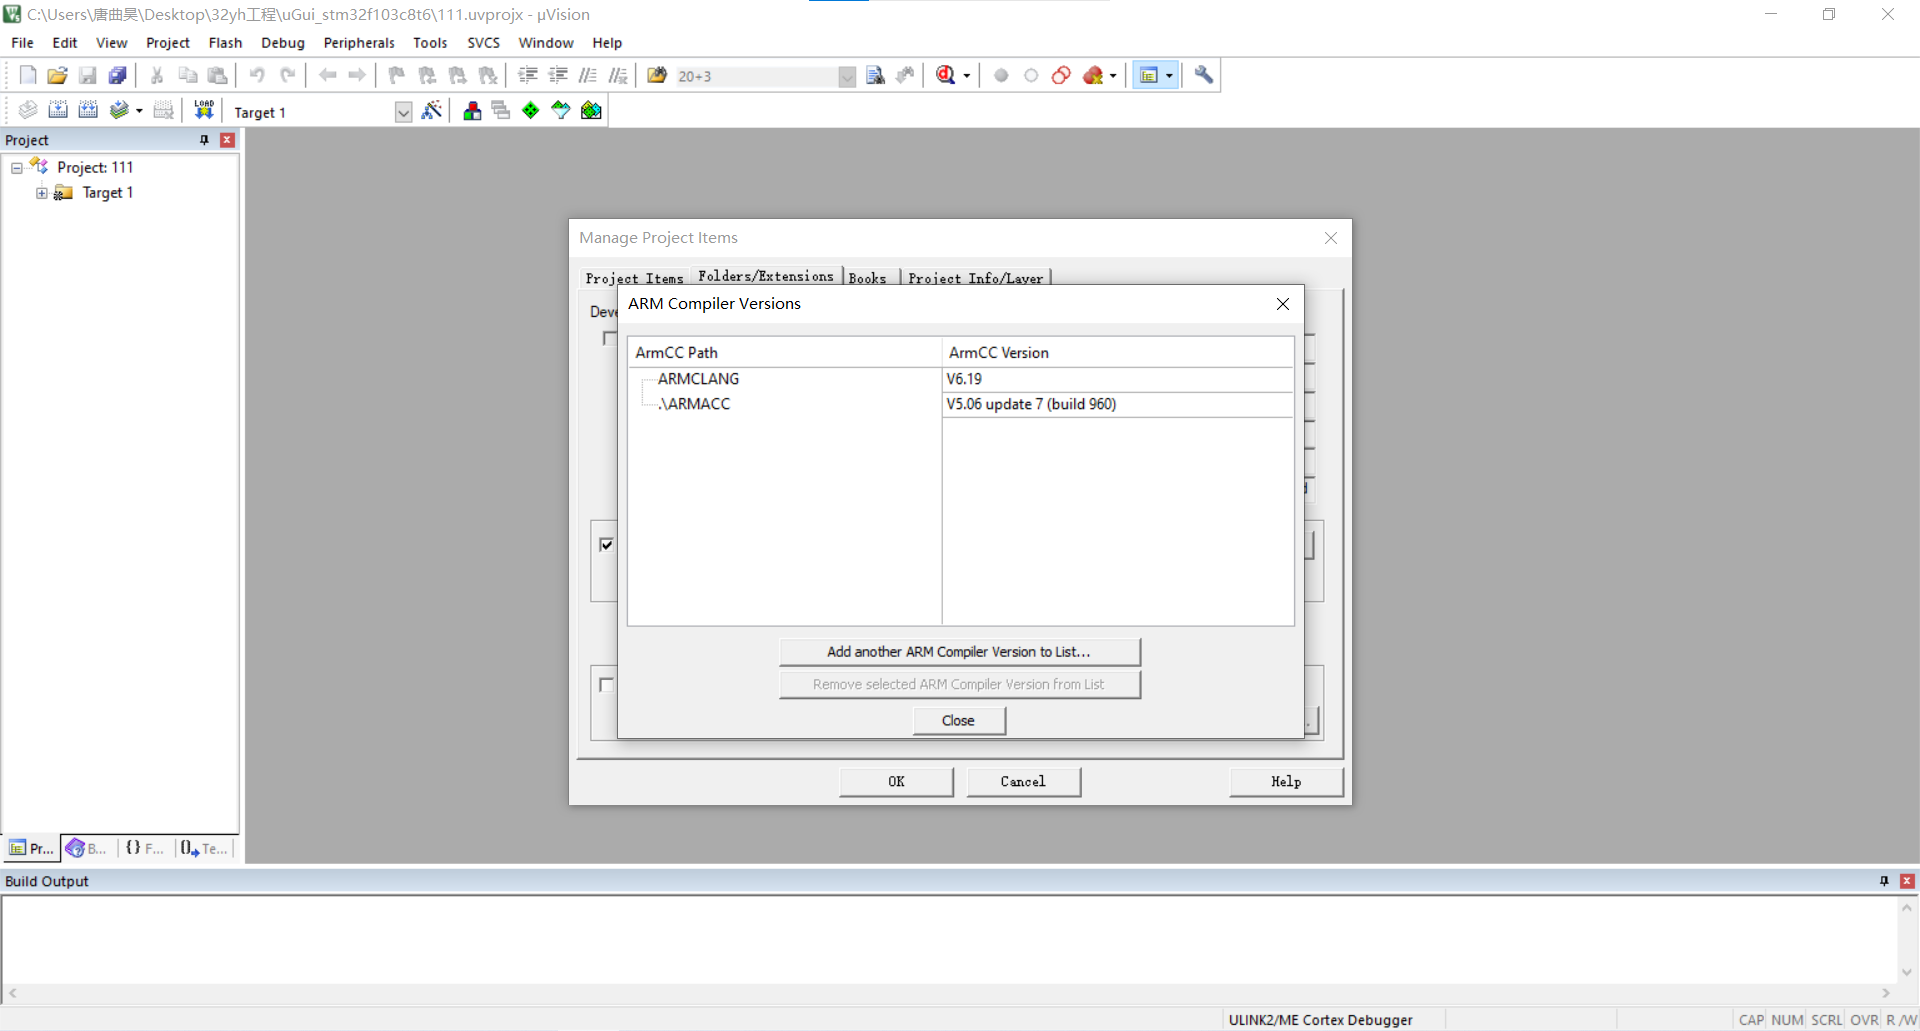 C:\Users\唐曲昊\Desktop\32yh工程\uGui_stm32f103c8t6\111.uvprojx - µVision
File Edit View Project Flash Debug Peripherals Tools SVCS Window Help
20+3
LOAD Target 1
Project
Project: 111
Target 1
Manage Project Items
Project Items Folders/Extensions Books Project Info/Layer
Deve
ARM Compiler Versions
ArmCC Path ArmCC Version
ARMCLANG V6.19
.\ARMACC V5.06 update 7 (build 960)
Add another ARM Compiler Version to List...
Remove selected ARM Compiler Version from List
Close
OK Cancel Help
Pr... B... {} F... 0 Te...
Build Output
ULINK2/ME Cortex Debugger CAP NUM SCRL OVR R /W